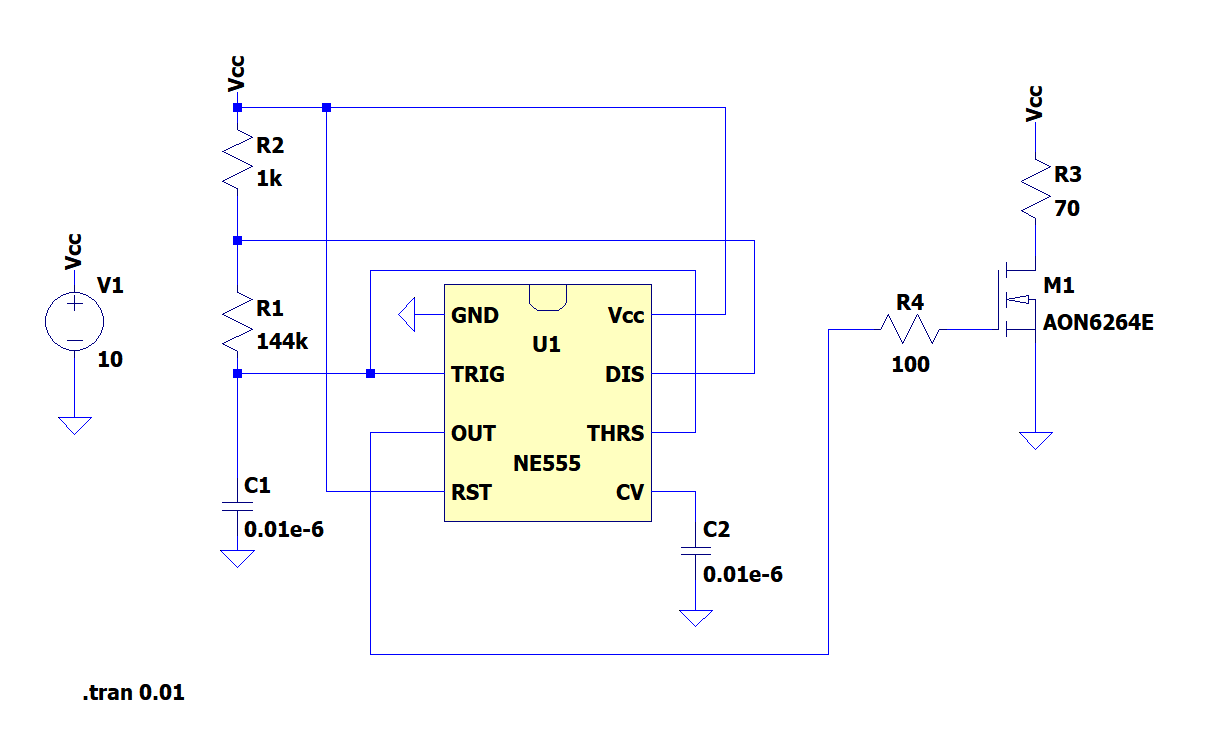 Vcc
R2
1k
Vcc
V1
10
R1
144k
C1
0.01e-6
GND
Vcc
U1
TRIG
DIS
OUT
THRS
NE555
RST
CV
C2
0.01e-6
Vcc
R3
70
R4
100
M1
AON6264E
.tran 0.01